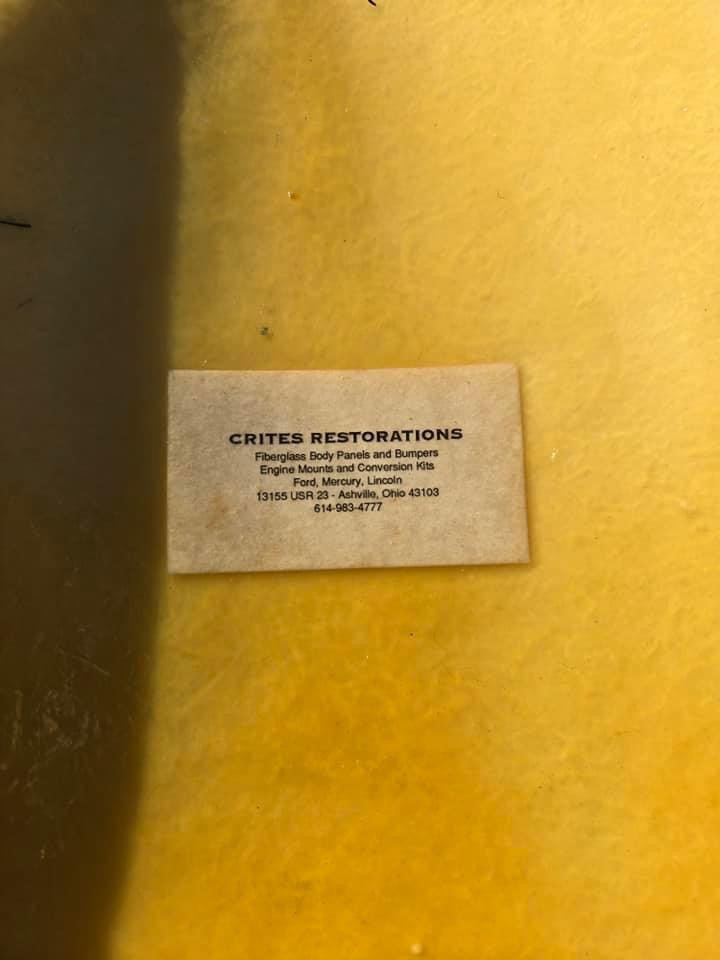 CRITES RESTORATIONS
Fiberglass Body Panels and Bumpers
Engine Mounts and Conversion Kits
Ford, Mercury, Lincoln
13155 USR 23 - Ashville, Ohio 43103
614-983-4777